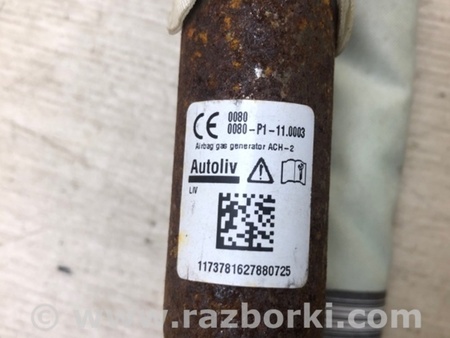 CE 0080
0080-P1-11.0003
Airbag gas generator ACH-2
Autoliv
LIV
1173781627880725
www.razborki.com